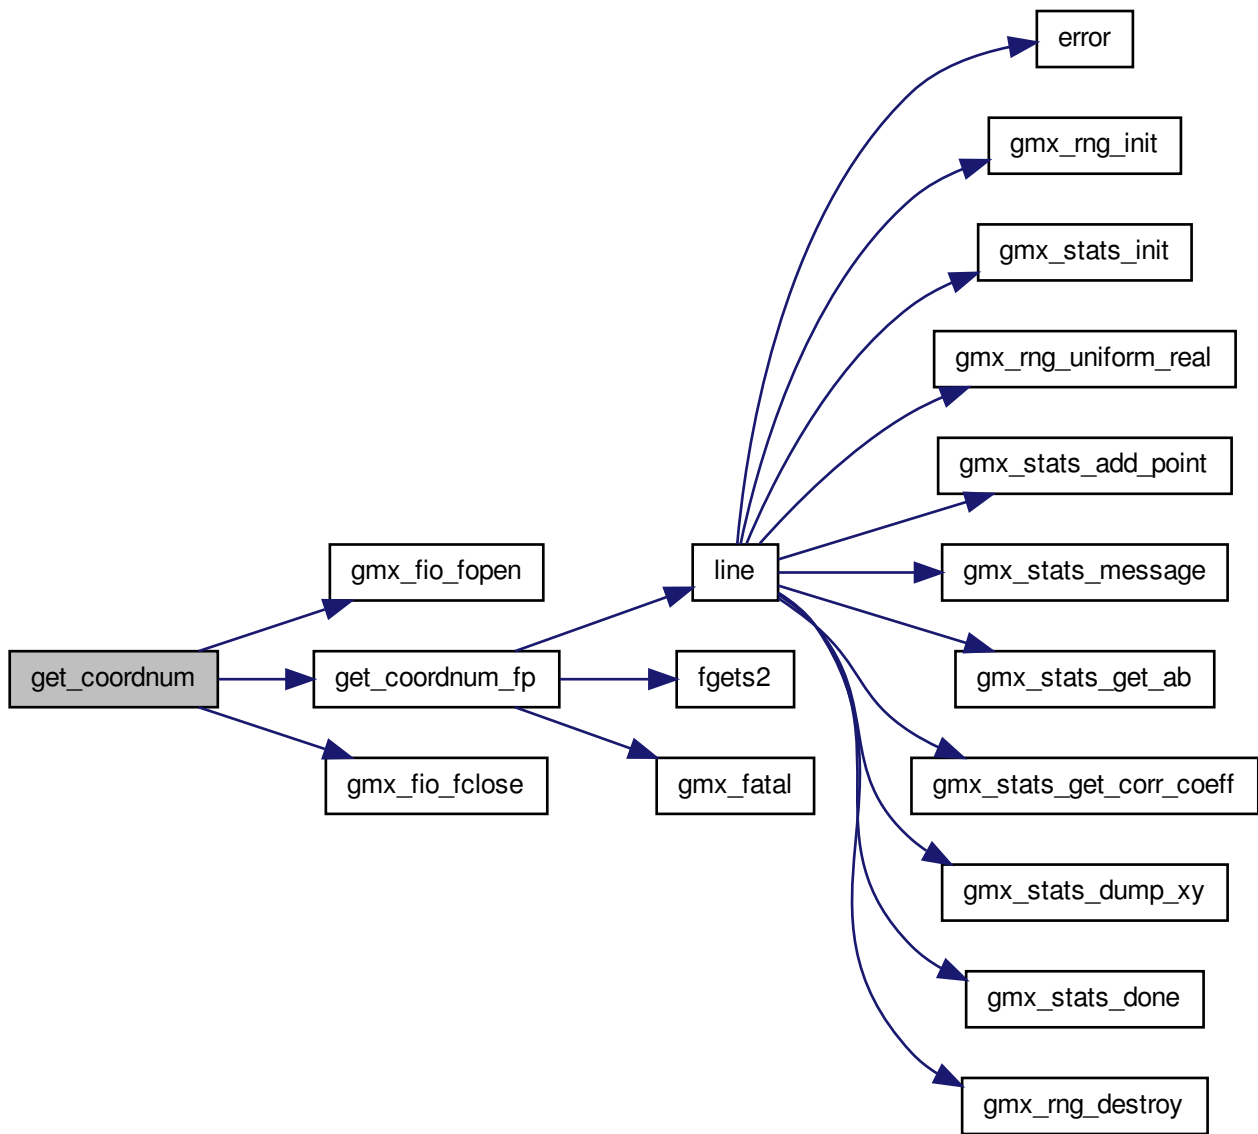 error
gmx_rng_init
gmx_stats_init
gmx_rng_uniform_real
gmx_stats_add_point
line
gmx_stats_message
gmx_fio_fopen
get_coordnum
get_coordnum_fp
fgets2
gmx_stats_get_ab
gmx_fio_fclose
gmx_fatal
gmx_stats_get_corr_coeff
gmx_stats_dump_xy
gmx_stats_done
gmx_rng_destroy